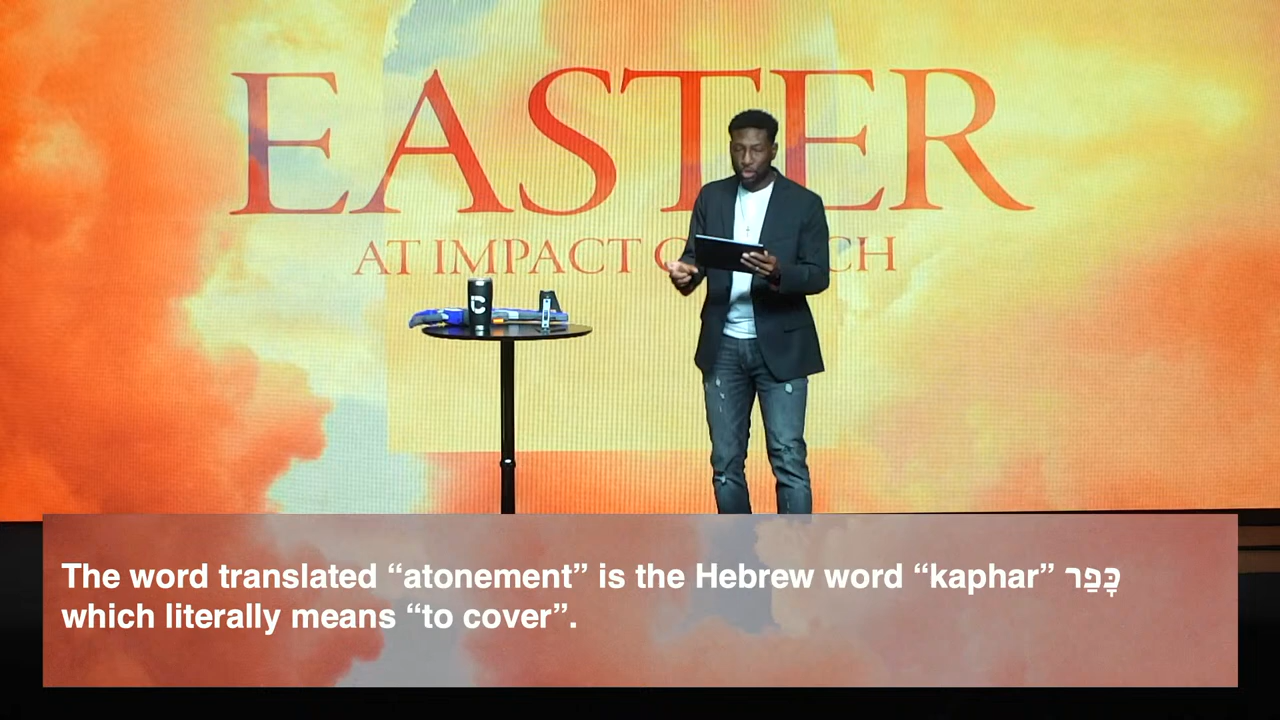 EASTER
AT IMPACT C CH
The word translated “atonement” is the Hebrew word “kaphar” כָּפַר
which literally means “to cover”.